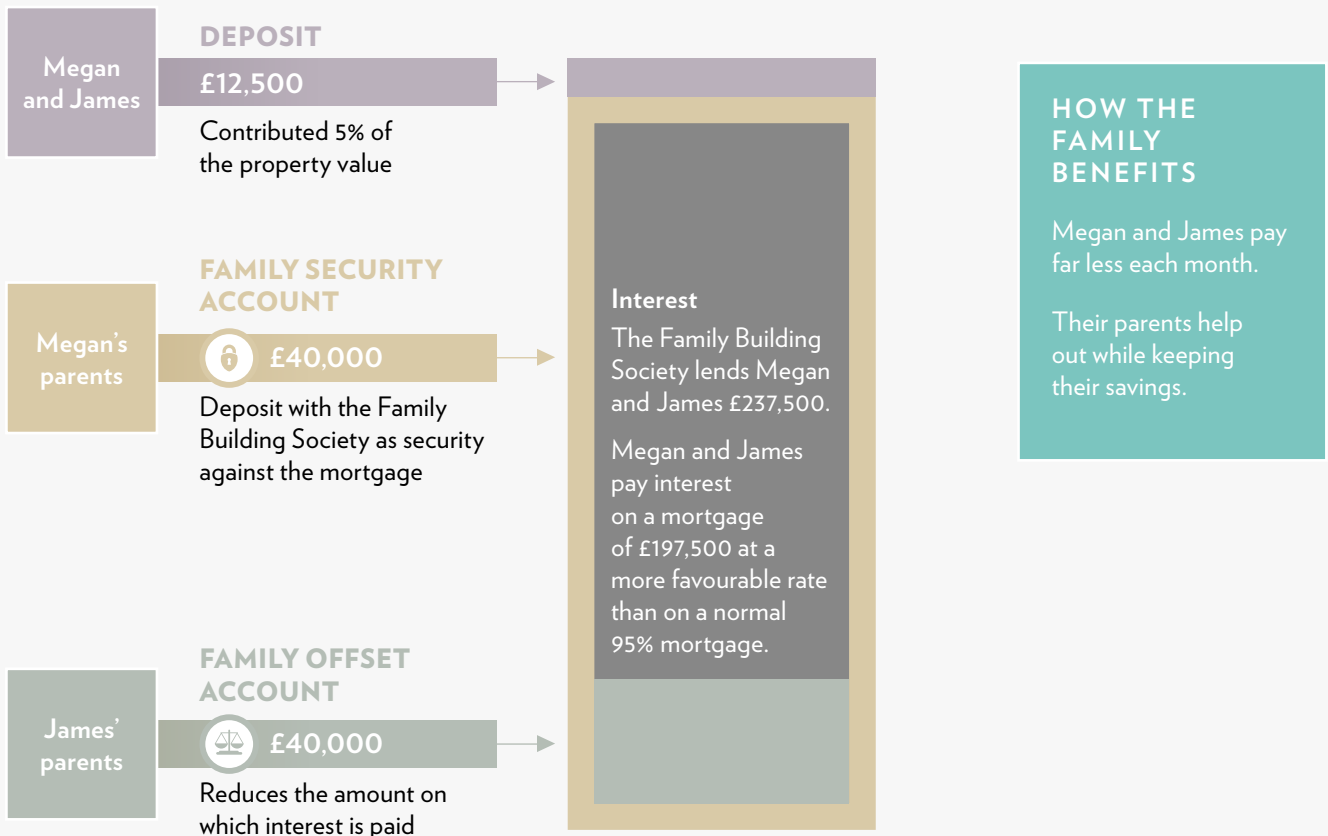 Megan
and James
DEPOSIT
£12,500
Contributed 5% of
the property value
Megan's
parents
FAMILY SECURITY
ACCOUNT
£40,000
Deposit with the Family
Building Society as security
against the mortgage
James'
parents
FAMILY OFFSET
ACCOUNT
£40,000
Reduces the amount on
which interest is paid
Interest
The Family Building
Society lends Megan
and James £237,500.
Megan and James
pay interest
on a mortgage
of £197,500 at a
more favourable rate
than on a normal
95% mortgage.
HOW THE
FAMILY
BENEFITS
Megan and James pay
far less each month.
Their parents help
out while keeping
their savings.